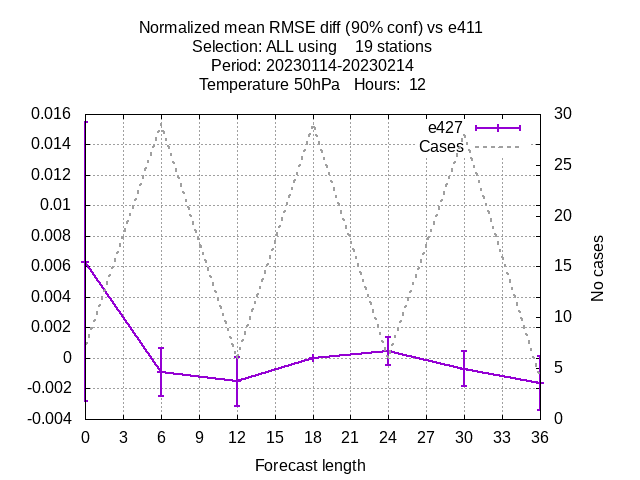 Normalized mean RMSE diff (90% conf) vs e411
Selection: ALL using    19 stations
Period: 20230114-20230214
Temperature 50hPa   Hours:  12
0.016
0.014
0.012
0.01
0.008
0.006
0.004
0.002
0
-0.002
-0.004
30
25
20
15
10
5
0
e427
Cases
No cases
0 3 6 9 12 15 18 21 24 27 30 33 36
Forecast length